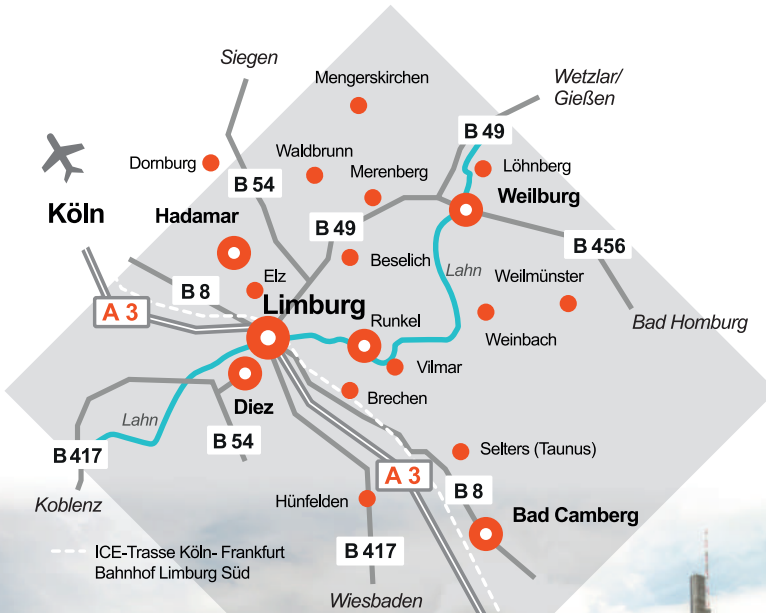 Siegen
Mengerskirchen
Wetzlar/
Gießen
B 49
Dornburg
Waldbrunn
Löhnberg
Merenberg
B 54
Weilburg
Köln
Hadamar
B 49
B 456
Beselich
Lahn
Weilmünster
Elz
B 8
Limburg
A 3
Runkel
Weinbach
Bad Homburg
Vilmar
Diez
Brechen
Lahn
B 54
B 417
Selters (Taunus)
A 3
B 8
Koblenz
Hünfelden
Bad Camberg
ICE-Trasse Köln- Frankfurt
Bahnhof Limburg Süd
B 417
Wiesbaden